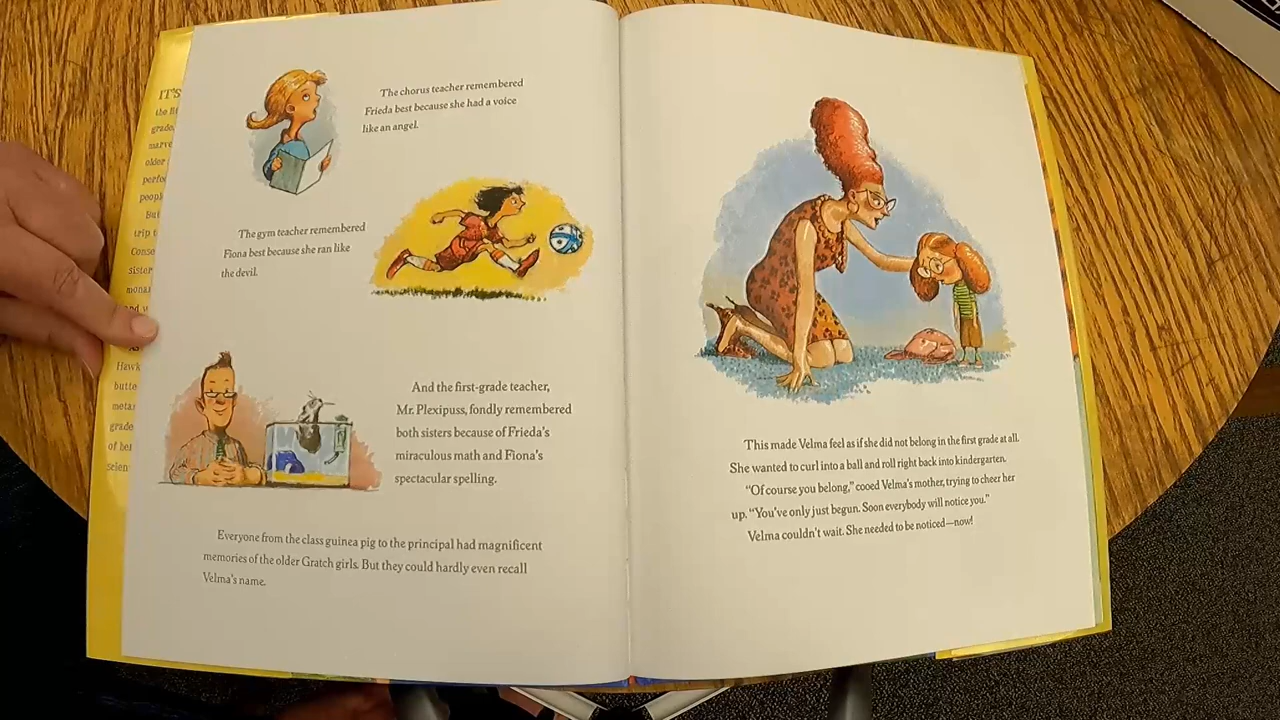 The chorus teacher remembered
Frieda best because she had a voice
like an angel.
The gym teacher remembered
Fiona best because she ran like
the devil.
And the first-grade teacher,
Mr. Plexipuss, fondly remembered
both sisters because of Frieda's
miraculous math and Fiona's
spectacular spelling.
Everyone from the class guinea pig to the principal had magnificent
memories of the older Gratch girls. But they could hardly even recall
Velma's name.
This made Velma feel as if she did not belong in the first grade at all.
She wanted to curl into a ball and roll right back into kindergarten.
"Of course you belong," cooed Velma's mother, trying to cheer her
up. "You've only just begun. Soon everybody will notice you."
Velma couldn't wait. She needed to be noticed—now!
IT'S
the
older
trip
Hawk
of